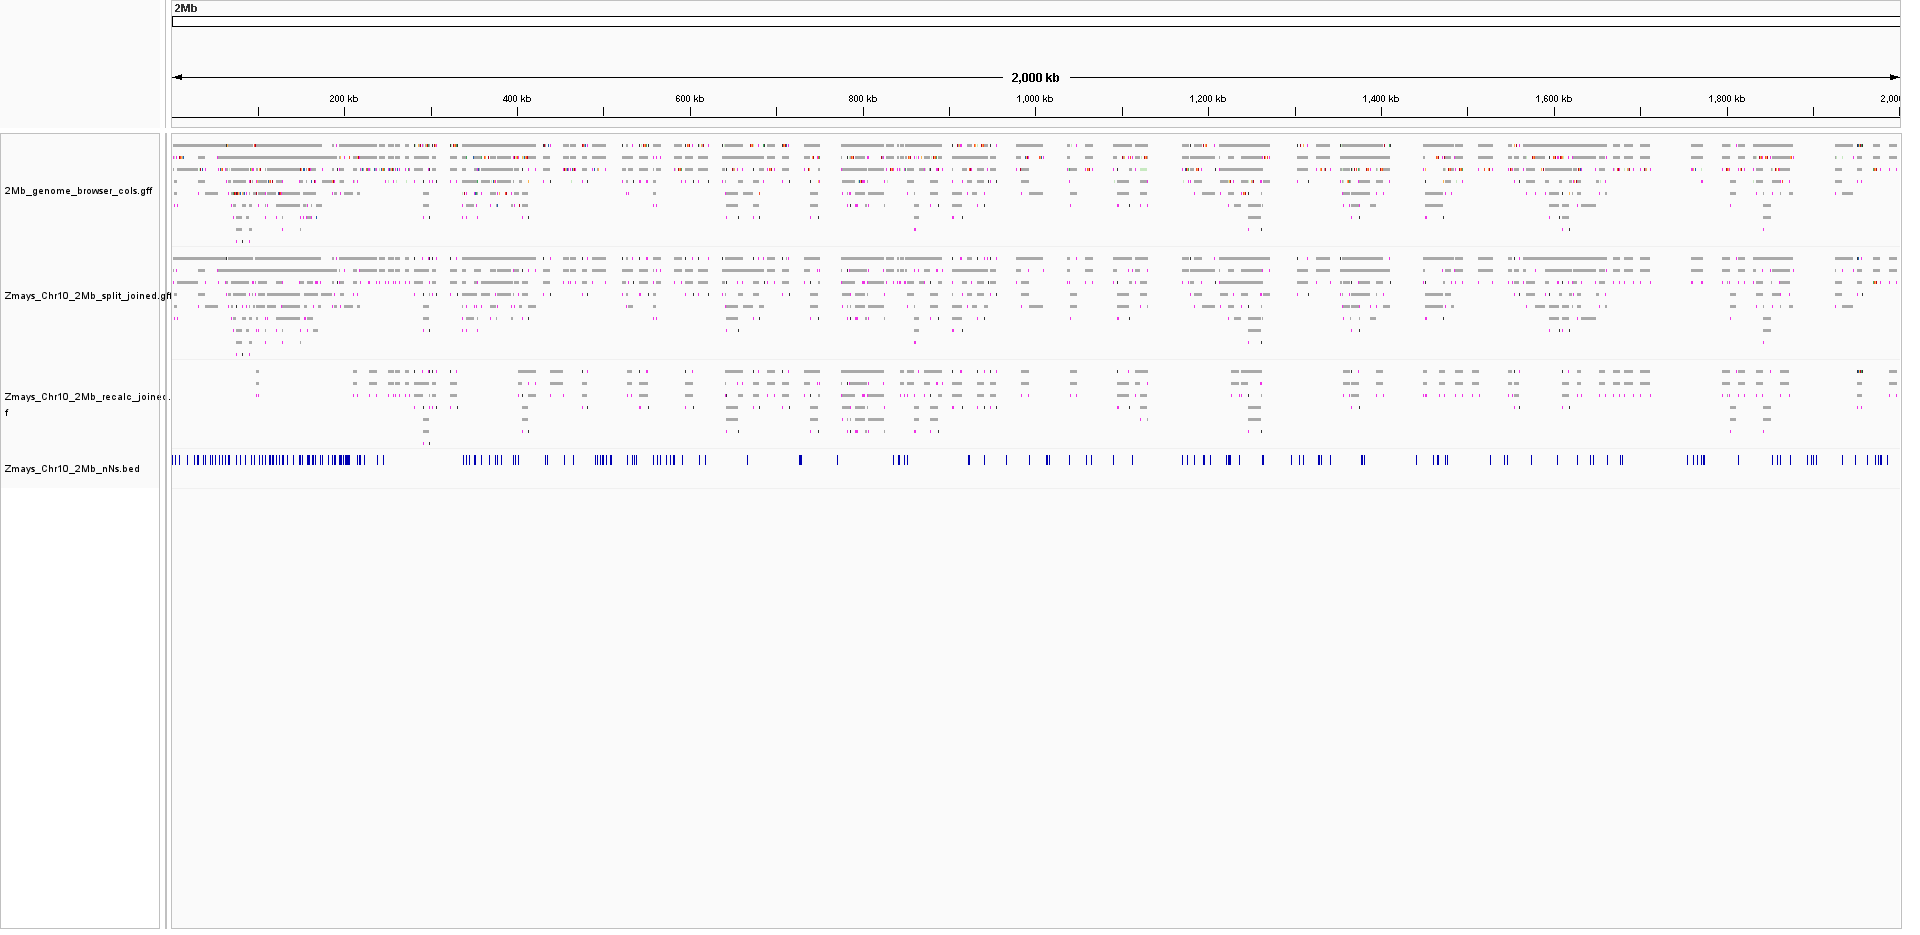 2Mb
2,000 kb
200 kb 400 kb 600 kb 800 kb 1,000 kb 1,200 kb 1,400 kb 1,600 kb 1,800 kb 2,00
2Mb_genome_browser_cols.gff
Zmays_Chr10_2Mb_split_joined.gff
Zmays_Chr10_2Mb_recalc_joined.
f
Zmays_Chr10_2Mb_nNs.bed